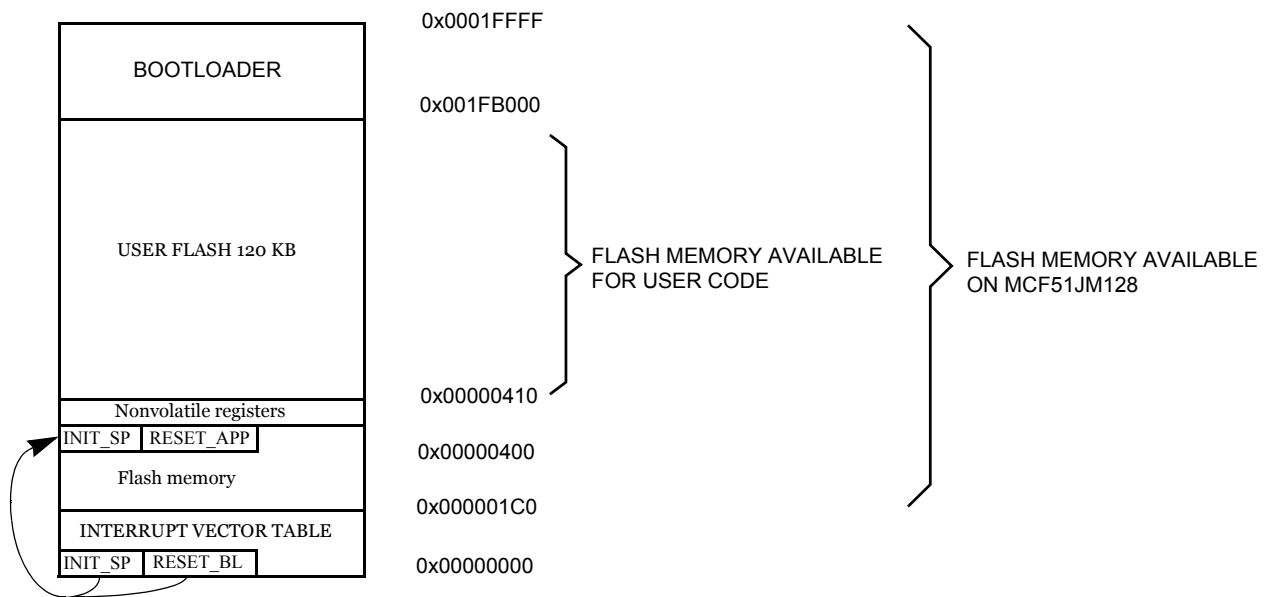 0x0001FFFF
BOOTLOADER
0x001FB000
USER FLASH 120 KB
FLASH MEMORY AVAILABLE
FOR USER CODE
FLASH MEMORY AVAILABLE
ON MCF51JM128
0x00000410
Nonvolatile registers
INIT_SP RESET_APP
0x00000400
Flash memory
0x000001C0
INTERRUPT VECTOR TABLE
INIT_SP RESET_BL
0x00000000